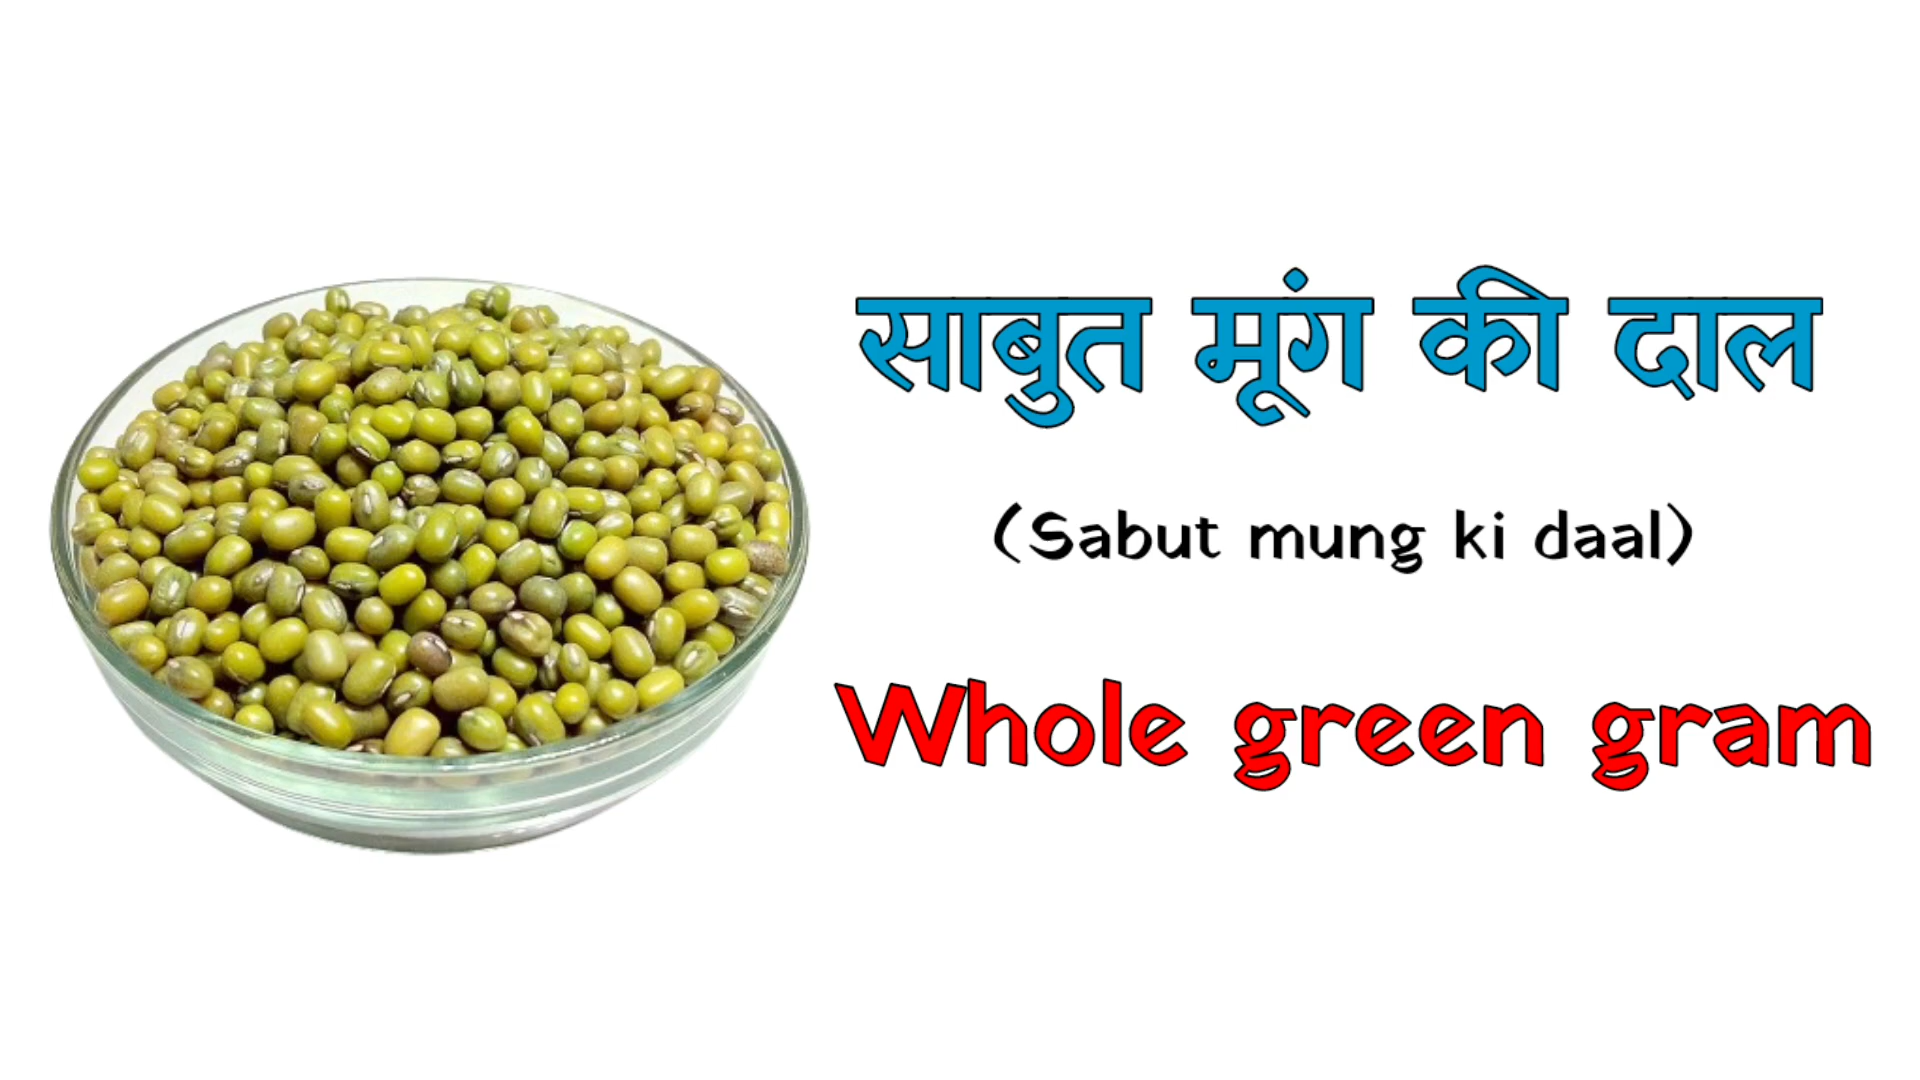 साबुत मूंग की दाल
(Sabut mung ki daal)
Whole green gram